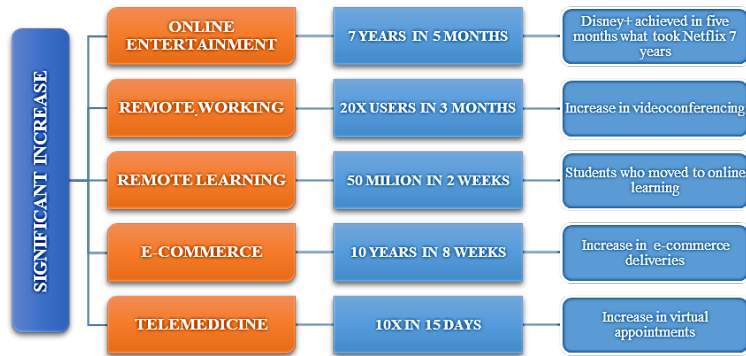 SIGNIFICANT INCREASE
ONLINE
ENTERTAINMENT
7 YEARS IN 5 MONTHS
Disney+ achieved in five
months what took Netflix 7
years
REMOTE WORKING
20X USERS IN 3 MONTHS
Increase in videoconferencing
REMOTE LEARNING
50 MILION IN 2 WEEKS
Students who moved to online
learning
E-COMMERCE
10 YEARS IN 8 WEEKS
Increase in e-commerce
deliveries
TELEMEDICINE
10X IN 15 DAYS
Increase in virtual
appointments